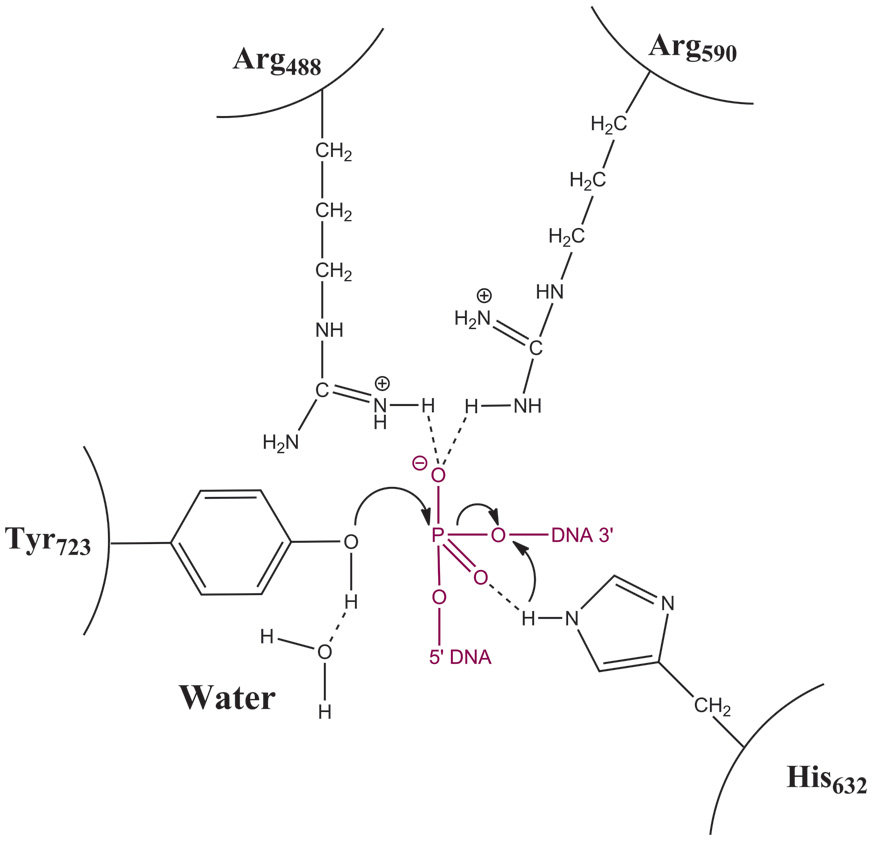 Arg₄₈₈
Arg₅₉₀
CH₂
CH₂
CH₂
NH
C
⊕
N
H
H
H₂N
H₂C
H₂C
H₂C
HN
⊕
H₂N
C
H
NH
⊖
O
P
O
DNA 3'
O
O
5' DNA
Tyr₇₂₃
O
H
H
O
H
Water
H
N
N
CH₂
His₆₃₂